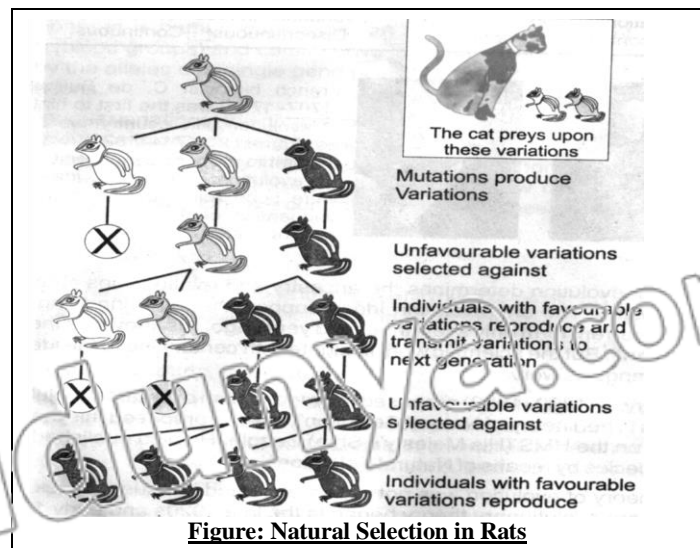 The cat preys upon
these variations
Mutations produce
Variations
Unfavourable variations
selected against
Individuals with favourable
variations reproduce and
transmit variations to
next generation
Unfavourable variations
selected against
Individuals with favourable
variations reproduce
dunya.com
Figure: Natural Selection in Rats